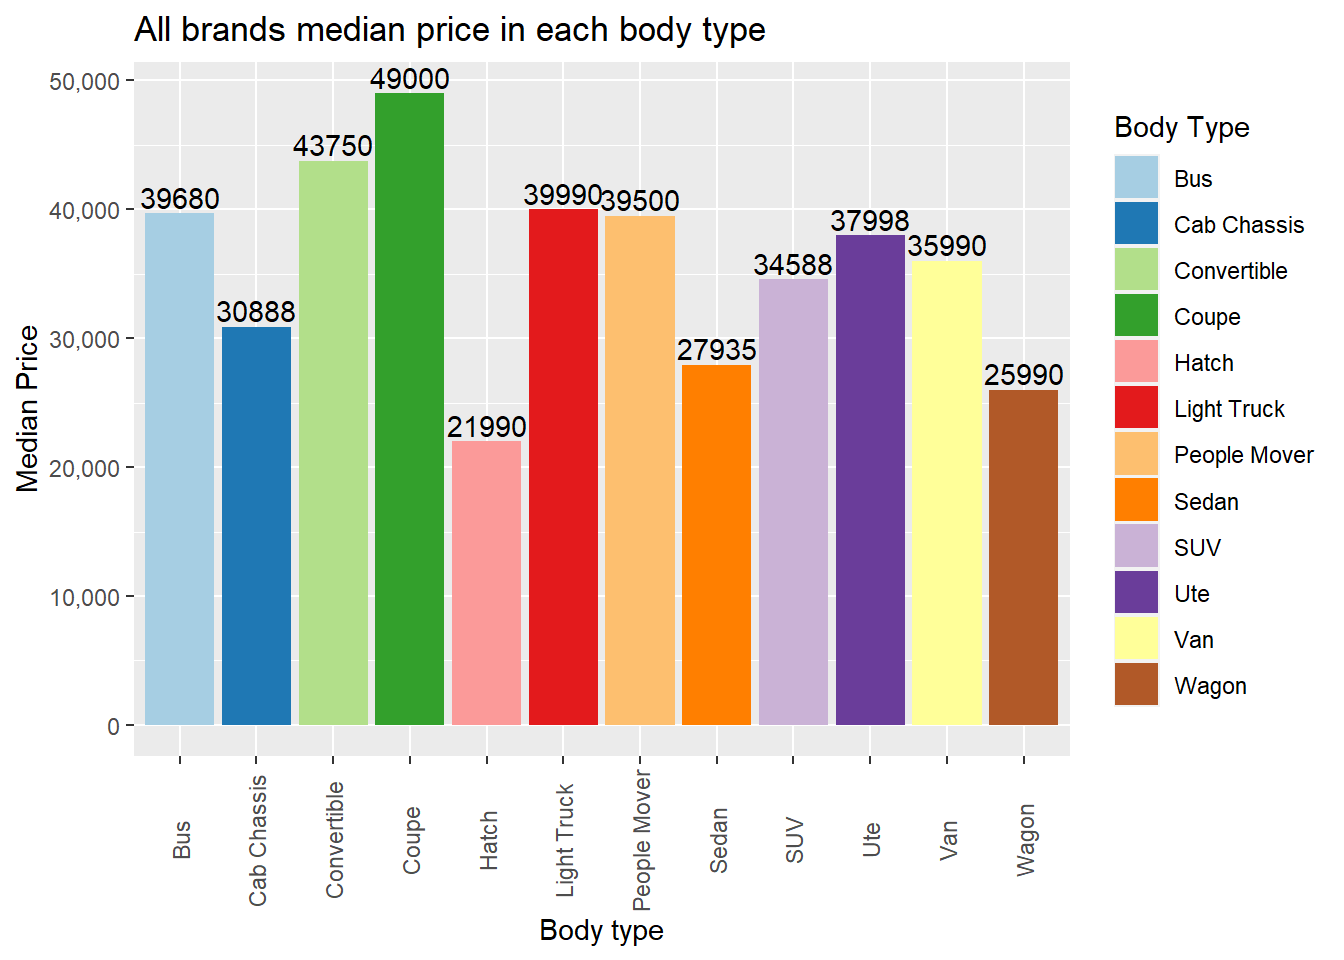 All brands median price in each body type
Median Price
50,000
40,000
30,000
20,000
10,000
0
39680
30888
43750
49000
21990
39990
39500
27935
34588
37998
35990
25990
Bus
Cab Chassis
Convertible
Coupe
Hatch
Light Truck
People Mover
Sedan
SUV
Ute
Van
Wagon
Body type
Body Type
Bus
Cab Chassis
Convertible
Coupe
Hatch
Light Truck
People Mover
Sedan
SUV
Ute
Van
Wagon